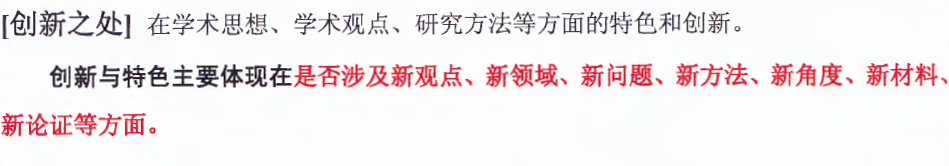 [创新之处] 在学术思想、学术观点、研究方法等方面的特色和创新。
创新与特色主要体现在是否涉及新观点、新领域、新问题、新方法、新角度、新材料、
新论证等方面。